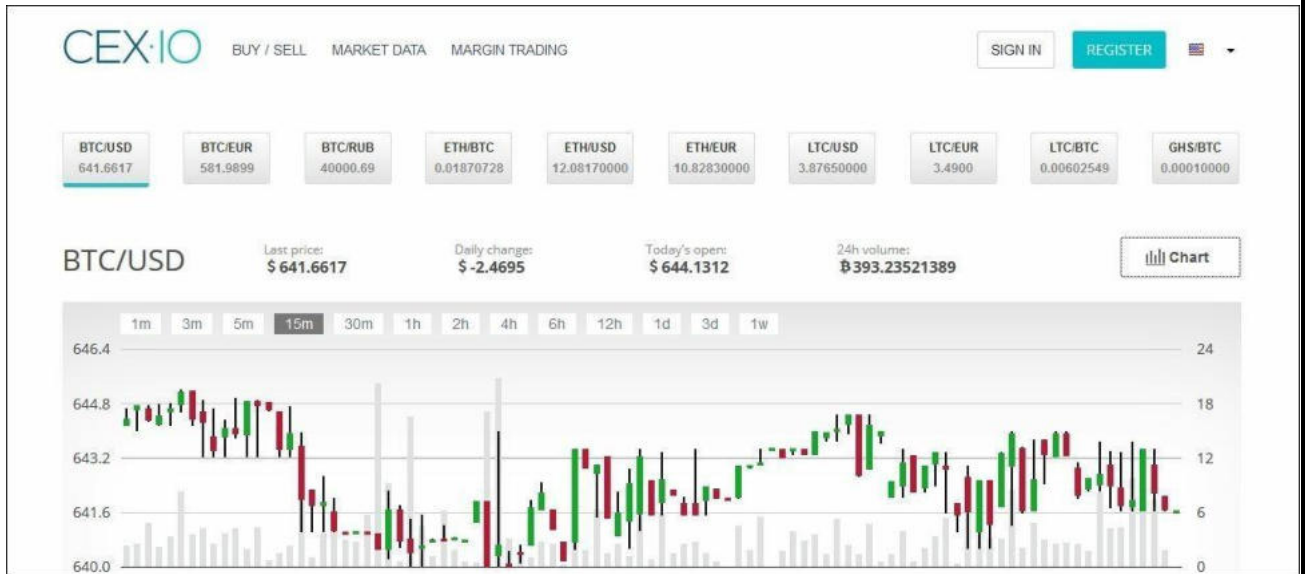 CEX·IO BUY / SELL MARKET DATA MARGIN TRADING SIGN IN REGISTER
BTC/USD BTC/EUR BTC/RUB ETH/BTC ETH/USD ETH/EUR LTC/USD LTC/EUR LTC/BTC GHS/BTC
641.6617 581.9899 40000.69 0.01870728 12.08170000 10.82830000 3.87650000 3.4900 0.00602549 0.00010000
Last price: Daily change: Today's open: 24h volume:
BTC/USD $ 641.6617 $ -2.4695 $ 644.1312 ฿393.23521389 Chart
1m 3m 5m 15m 30m 1h 2h 4h 6h 12h 1d 3d 1w
646.4 24
644.8 18
643.2 12
641.6 6
640.0 0